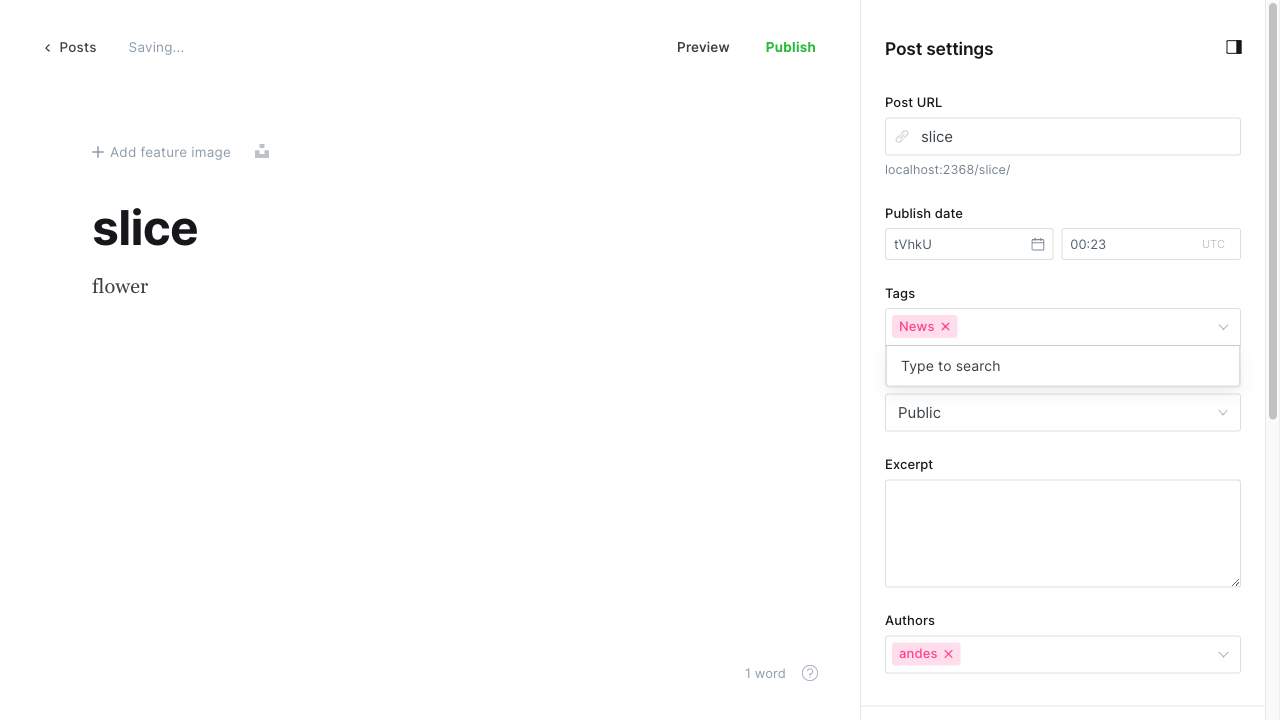 Posts Saving... Preview Publish
Add feature image
slice
flower
1 word
Post settings
Post URL
slice
localhost:2368/slice/
Publish date
tVhkU 00:23 UTC
Tags
News
Type to search
Public
Excerpt
Authors
andes